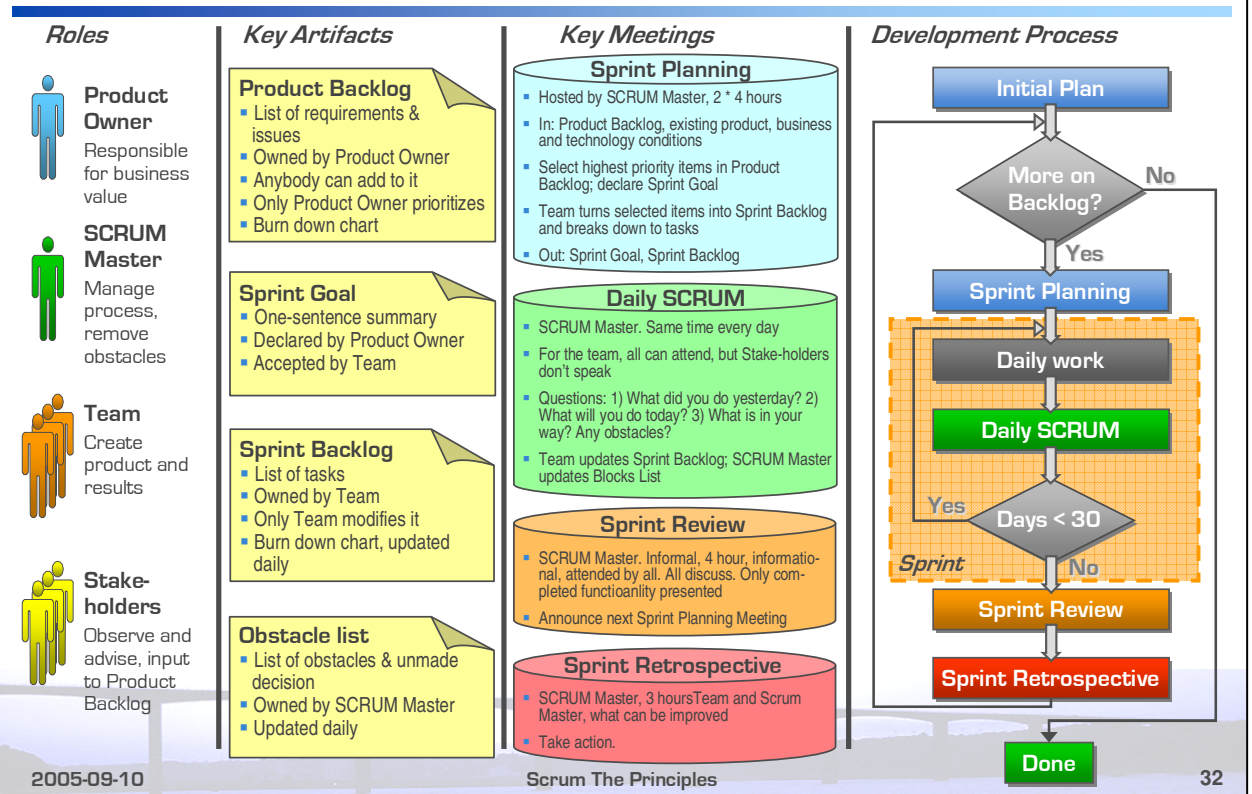 Roles
Product
Owner
Responsible
for business
value
SCRUM
Master
Manage
process,
remove
obstacles
Team
Create
product and
results
Stake-
holders
Observe and
advise, input
to Product
Backlog
Key Artifacts
Product Backlog
▪ List of requirements &
issues
▪ Owned by Product Owner
▪ Anybody can add to it
▪ Only Product Owner prioritizes
▪ Burn down chart
Sprint Goal
▪ One-sentence summary
▪ Declared by Product Owner
▪ Accepted by Team
Sprint Backlog
▪ List of tasks
▪ Owned by Team
▪ Only Team modifies it
▪ Burn down chart, updated
daily
Obstacle list
▪ List of obstacles & unmade
decision
▪ Owned by SCRUM Master
▪ Updated daily
Key Meetings
Sprint Planning
▪ Hosted by SCRUM Master, 2 * 4 hours
▪ In: Product Backlog, existing product, business
and technology conditions
▪ Select highest priority items in Product
Backlog; declare Sprint Goal
▪ Team turns selected items into Sprint Backlog
and breaks down to tasks
▪ Out: Sprint Goal, Sprint Backlog
Daily SCRUM
▪ SCRUM Master. Same time every day
▪ For the team, all can attend, but Stake-holders
don't speak
▪ Questions: 1) What did you do yesterday? 2)
What will you do today? 3) What is in your
way? Any obstacles?
▪ Team updates Sprint Backlog; SCRUM Master
updates Blocks List
Sprint Review
▪ SCRUM Master. Informal, 4 hour, informatio-
nal, attended by all. All discuss. Only com-
pleted functioanlity presented
▪ Announce next Sprint Planning Meeting
Sprint Retrospective
▪ SCRUM Master, 3 hoursTeam and Scrum
Master, what can be improved
▪ Take action.
Development Process
Initial Plan
More on
Backlog?
No
Yes
Sprint Planning
Daily work
Daily SCRUM
Yes
Days < 30
Sprint
No
Sprint Review
Sprint Retrospective
Done
2005-09-10
Scrum The Principles
32